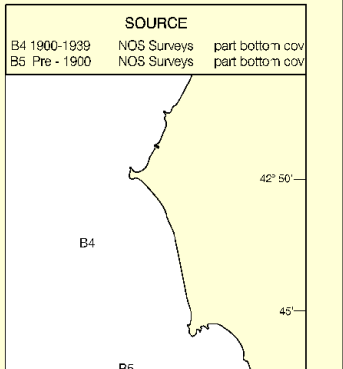 SOURCE
B4 1900-1939 NOS Surveys part bottom cov
B5 Pre - 1900 NOS Surveys part bottom cov
42° 50'
B4
45'
B5